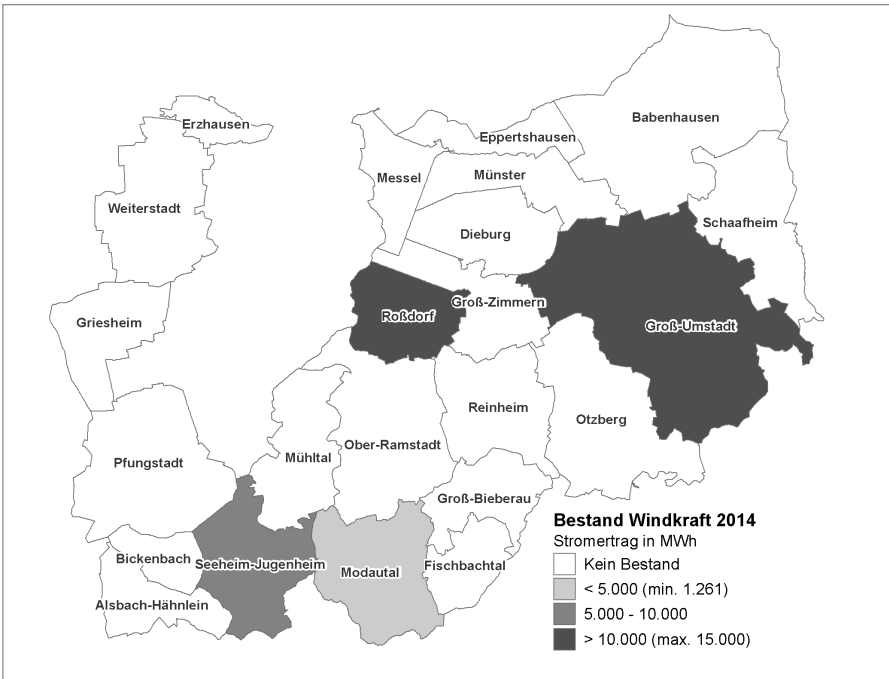 Babenhausen
Erzhausen
Eppertshausen
Messel
Münster
Weiterstadt
Schaafheim
Dieburg
Groß-Zimmern
Roßdorf
Griesheim
Groß-Umstadt
Reinheim
Otzberg
Ober-Ramstadt
Mühltal
Pfungstadt
Groß-Bieberau
Bickenbach
Seeheim-Jugenheim
Fischbachtal
Modautal
Alsbach-Hähnlein
Bestand Windkraft 2014
Stromertrag in MWh
Kein Bestand
< 5.000 (min. 1.261)
5.000 - 10.000
> 10.000 (max. 15.000)